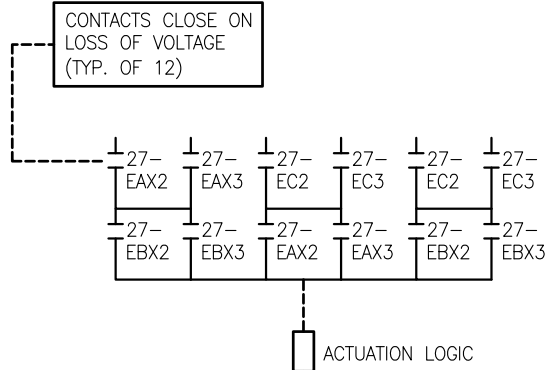 CONTACTS CLOSE ON
LOSS OF VOLTAGE
(TYP. OF 12)
27- 27- 27- 27- 27- 27-
EAX2 EAX3 EC2 EC3 EC2 EC3
27- 27- 27- 27- 27- 27-
EBX2 EBX3 EAX2 EAX3 EBX2 EBX3
ACTUATION LOGIC